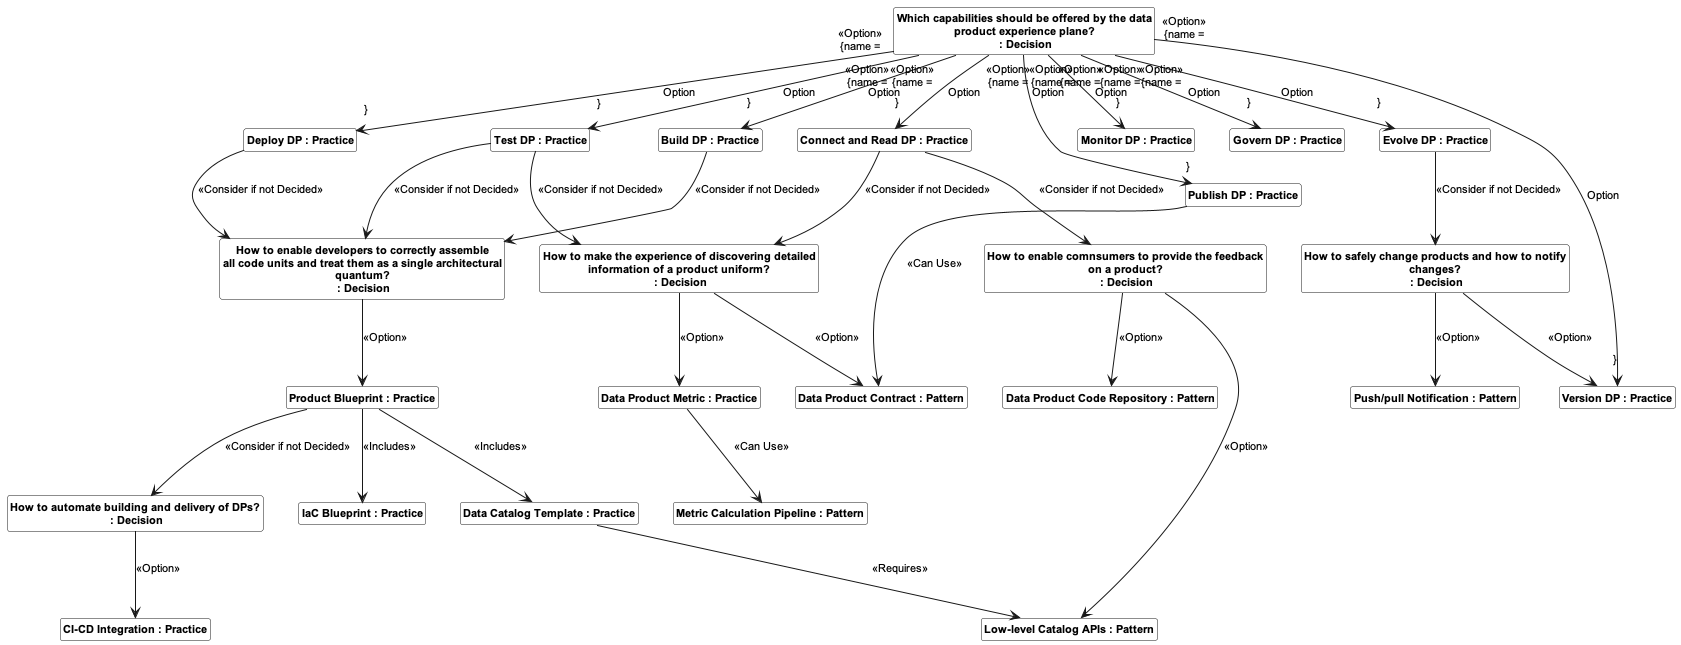 Which capabilities should be offered by the data
product experience plane?
: Decision
«Option»
{name =
«Option»
{name =
«Option»
{name =
«Option»
{name =
«Option»
{name =
«Option»
{name =
«Option»
{name =
«Option»
{name =
«Option»
{name =
Option
Option
Option
Option
Option
Option
Option
Option
}
}
}
}
}
}
}
Deploy DP : Practice
Test DP : Practice
Build DP : Practice
Connect and Read DP : Practice
Monitor DP : Practice
Govern DP : Practice
Evolve DP : Practice
}
«Consider if not Decided»
«Consider if not Decided»
«Consider if not Decided»
«Consider if not Decided»
«Consider if not Decided»
«Consider if not Decided»
«Consider if not Decided»
Publish DP : Practice
Option
How to enable developers to correctly assemble
all code units and treat them as a single architectural
quantum?
: Decision
How to make the experience of discovering detailed
information of a product uniform?
: Decision
«Can Use»
How to enable comnsumers to provide the feedback
on a product?
: Decision
How to safely change products and how to notify
changes?
: Decision
«Option»
«Option»
«Option»
«Option»
«Option»
«Option»
}
Product Blueprint : Practice
Data Product Metric : Practice
Data Product Contract : Pattern
Data Product Code Repository : Pattern
Push/pull Notification : Pattern
Version DP : Practice
«Consider if not Decided»
«Includes»
«Includes»
«Can Use»
«Option»
How to automate building and delivery of DPs?
: Decision
IaC Blueprint : Practice
Data Catalog Template : Practice
Metric Calculation Pipeline : Pattern
«Option»
«Requires»
CI-CD Integration : Practice
Low-level Catalog APIs : Pattern